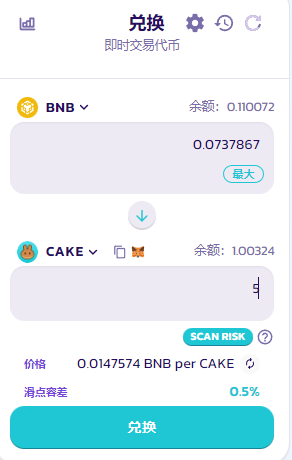 兑换
即时交易代币
BNB 余额：0.110072
0.0737867
最大
CAKE 余额：1.00324
5
SCAN RISK ?
价格 0.0147574 BNB per CAKE
滑点容差 0.5%
兑换